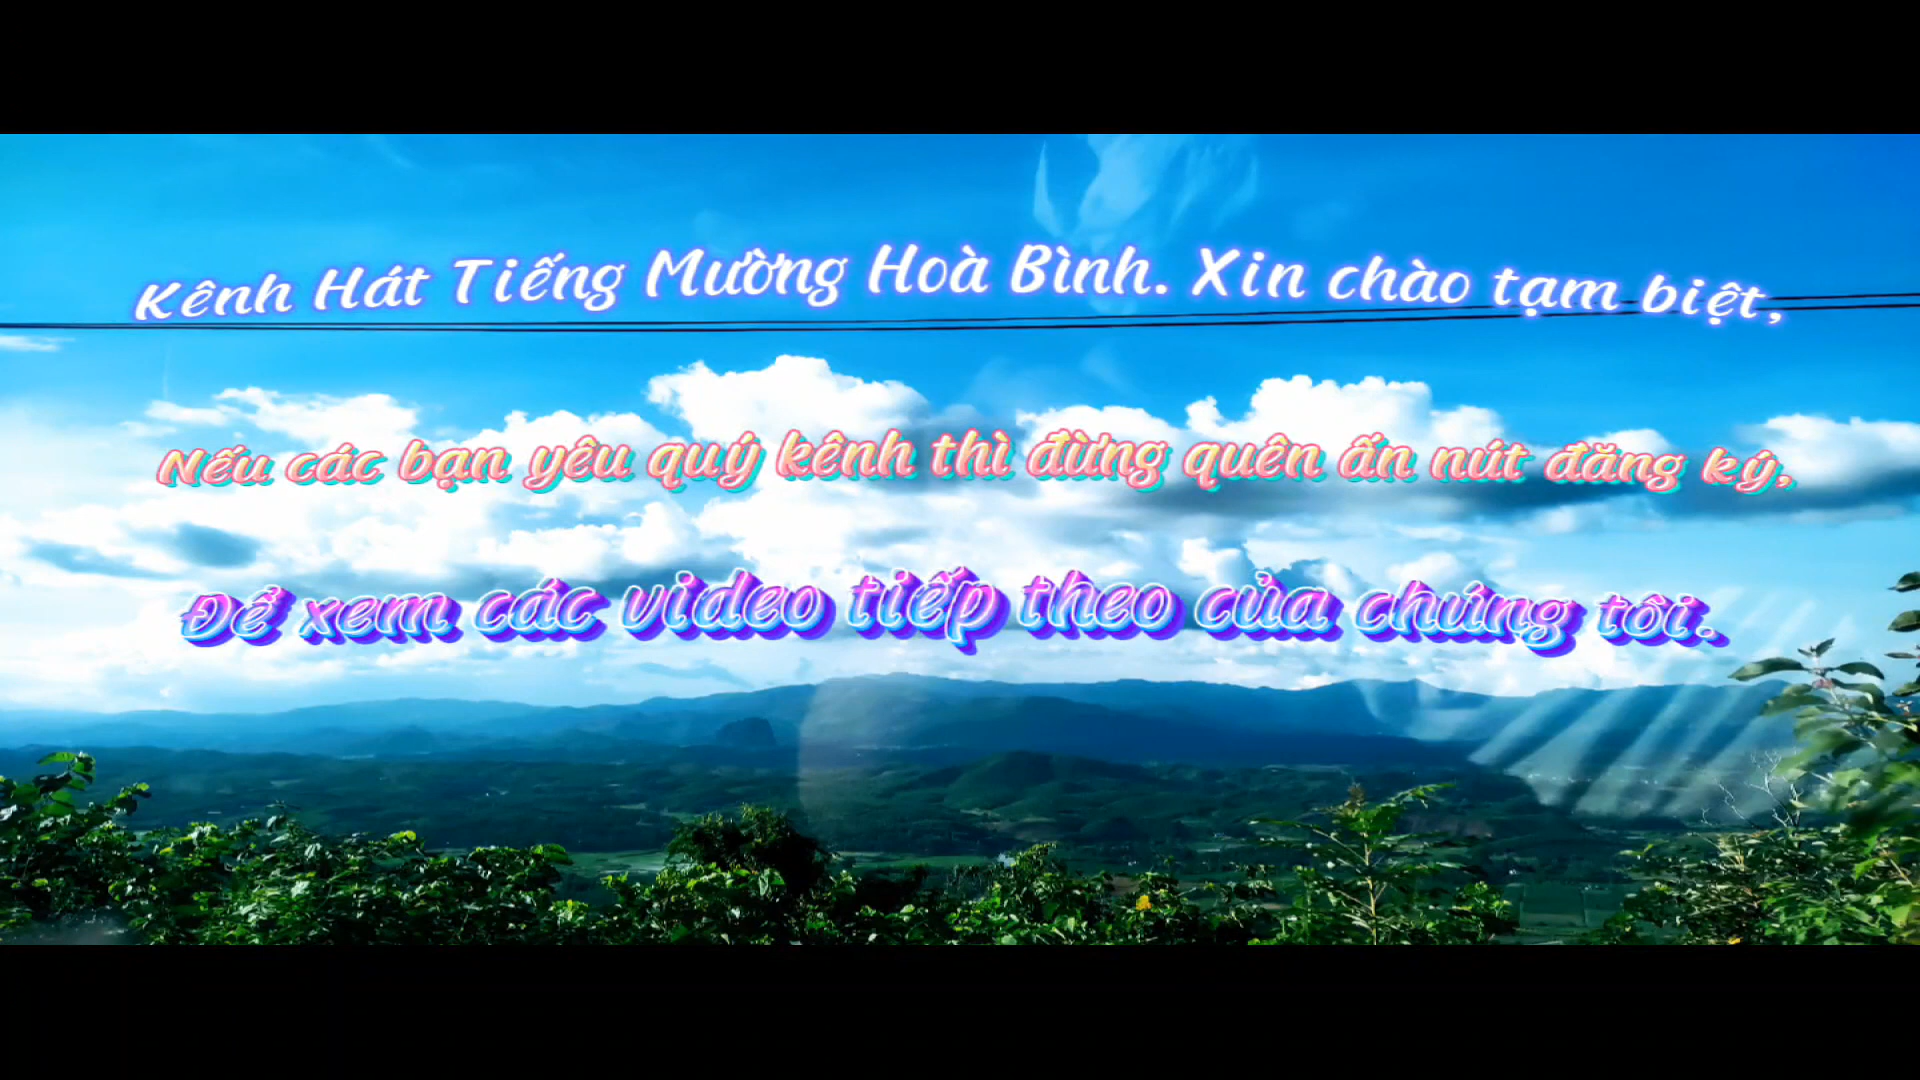 Kênh Hát Tiếng Mường Hoà Bình. Xin chào tạm biệt,
Nếu các bạn yêu quý kênh thì đừng quên ấn nút đăng ký,
Để xem các video tiếp theo của chúng tôi.